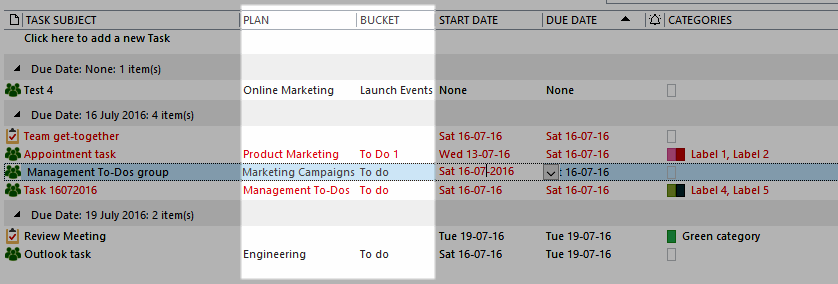 TASK SUBJECT PLAN BUCKET START DATE DUE DATE CATEGORIES
Click here to add a new Task
Due Date: None: 1 item(s)
Test 4 Online Marketing Launch Events None None
Due Date: 16 July 2016: 4 item(s)
Team get-together Sat 16-07-16 Sat 16-07-16
Appointment task Product Marketing To Do 1 Wed 13-07-16 Sat 16-07-16 Label 1, Label 2
Management To-Dos group Marketing Campaigns To do Sat 16-07-2016 : 16-07-16
Task 16072016 Management To-Dos To do Sat 16-07-16 Sat 16-07-16 Label 4, Label 5
Due Date: 19 July 2016: 2 item(s)
Review Meeting Tue 19-07-16 Tue 19-07-16 Green category
Outlook task Engineering To do Sat 16-07-16 Tue 19-07-16